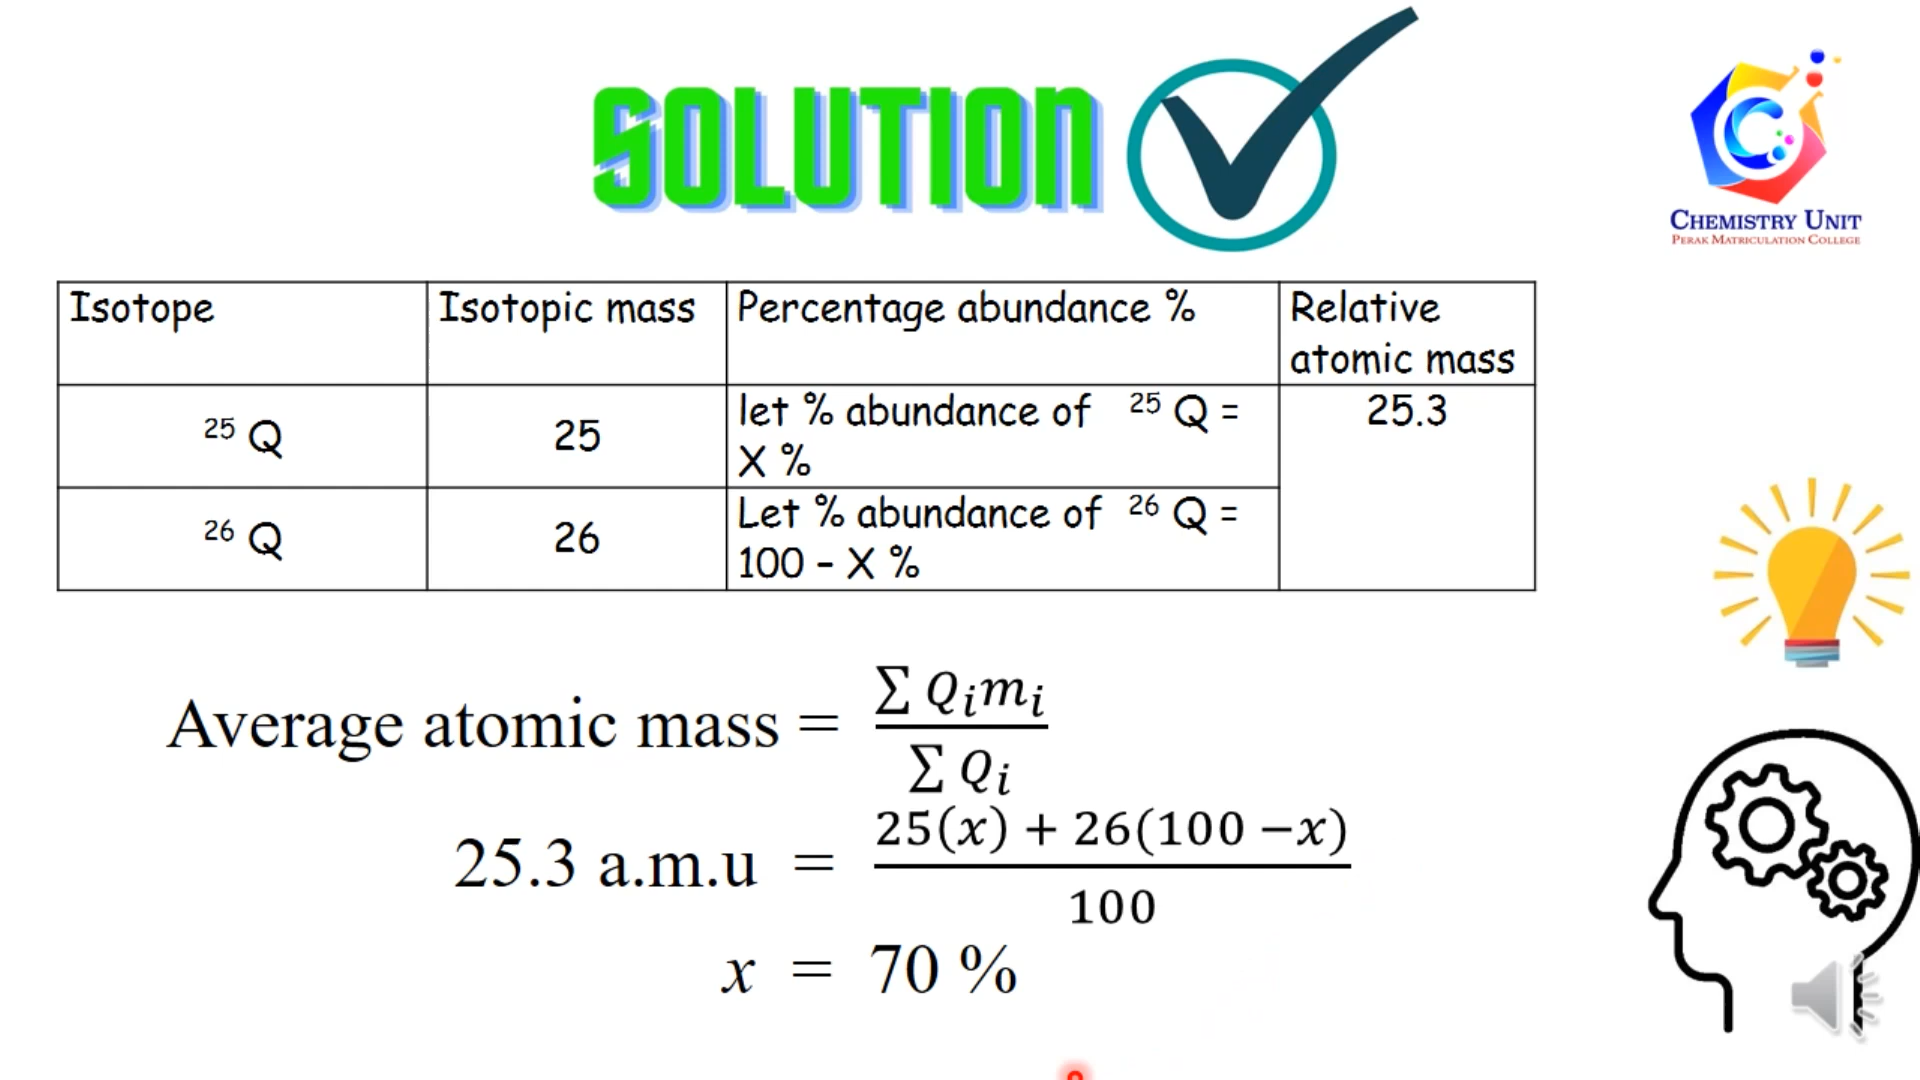 SOLUTION
CHEMISTRY UNIT
PERAK MATRICULATION COLLEGE
Isotope
Isotopic mass
Percentage abundance %
Relative
atomic mass
²⁵ Q
25
let % abundance of ²⁵ Q =
X %
25.3
²⁶ Q
26
Let % abundance of ²⁶ Q =
100 – X %
Average atomic mass = ∑ Qᵢmᵢ / ∑ Qᵢ
25.3 a.m.u = 25(x) + 26(100 −x) / 100
x = 70 %